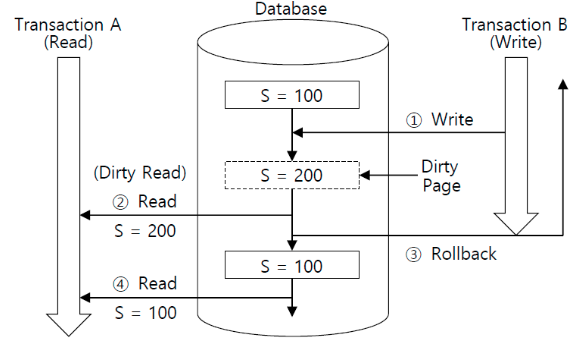 Database
Transaction A
(Read)
Transaction B
(Write)
S = 100
① Write
(Dirty Read)
S = 200
Dirty
Page
② Read
S = 200
③ Rollback
S = 100
④ Read
S = 100